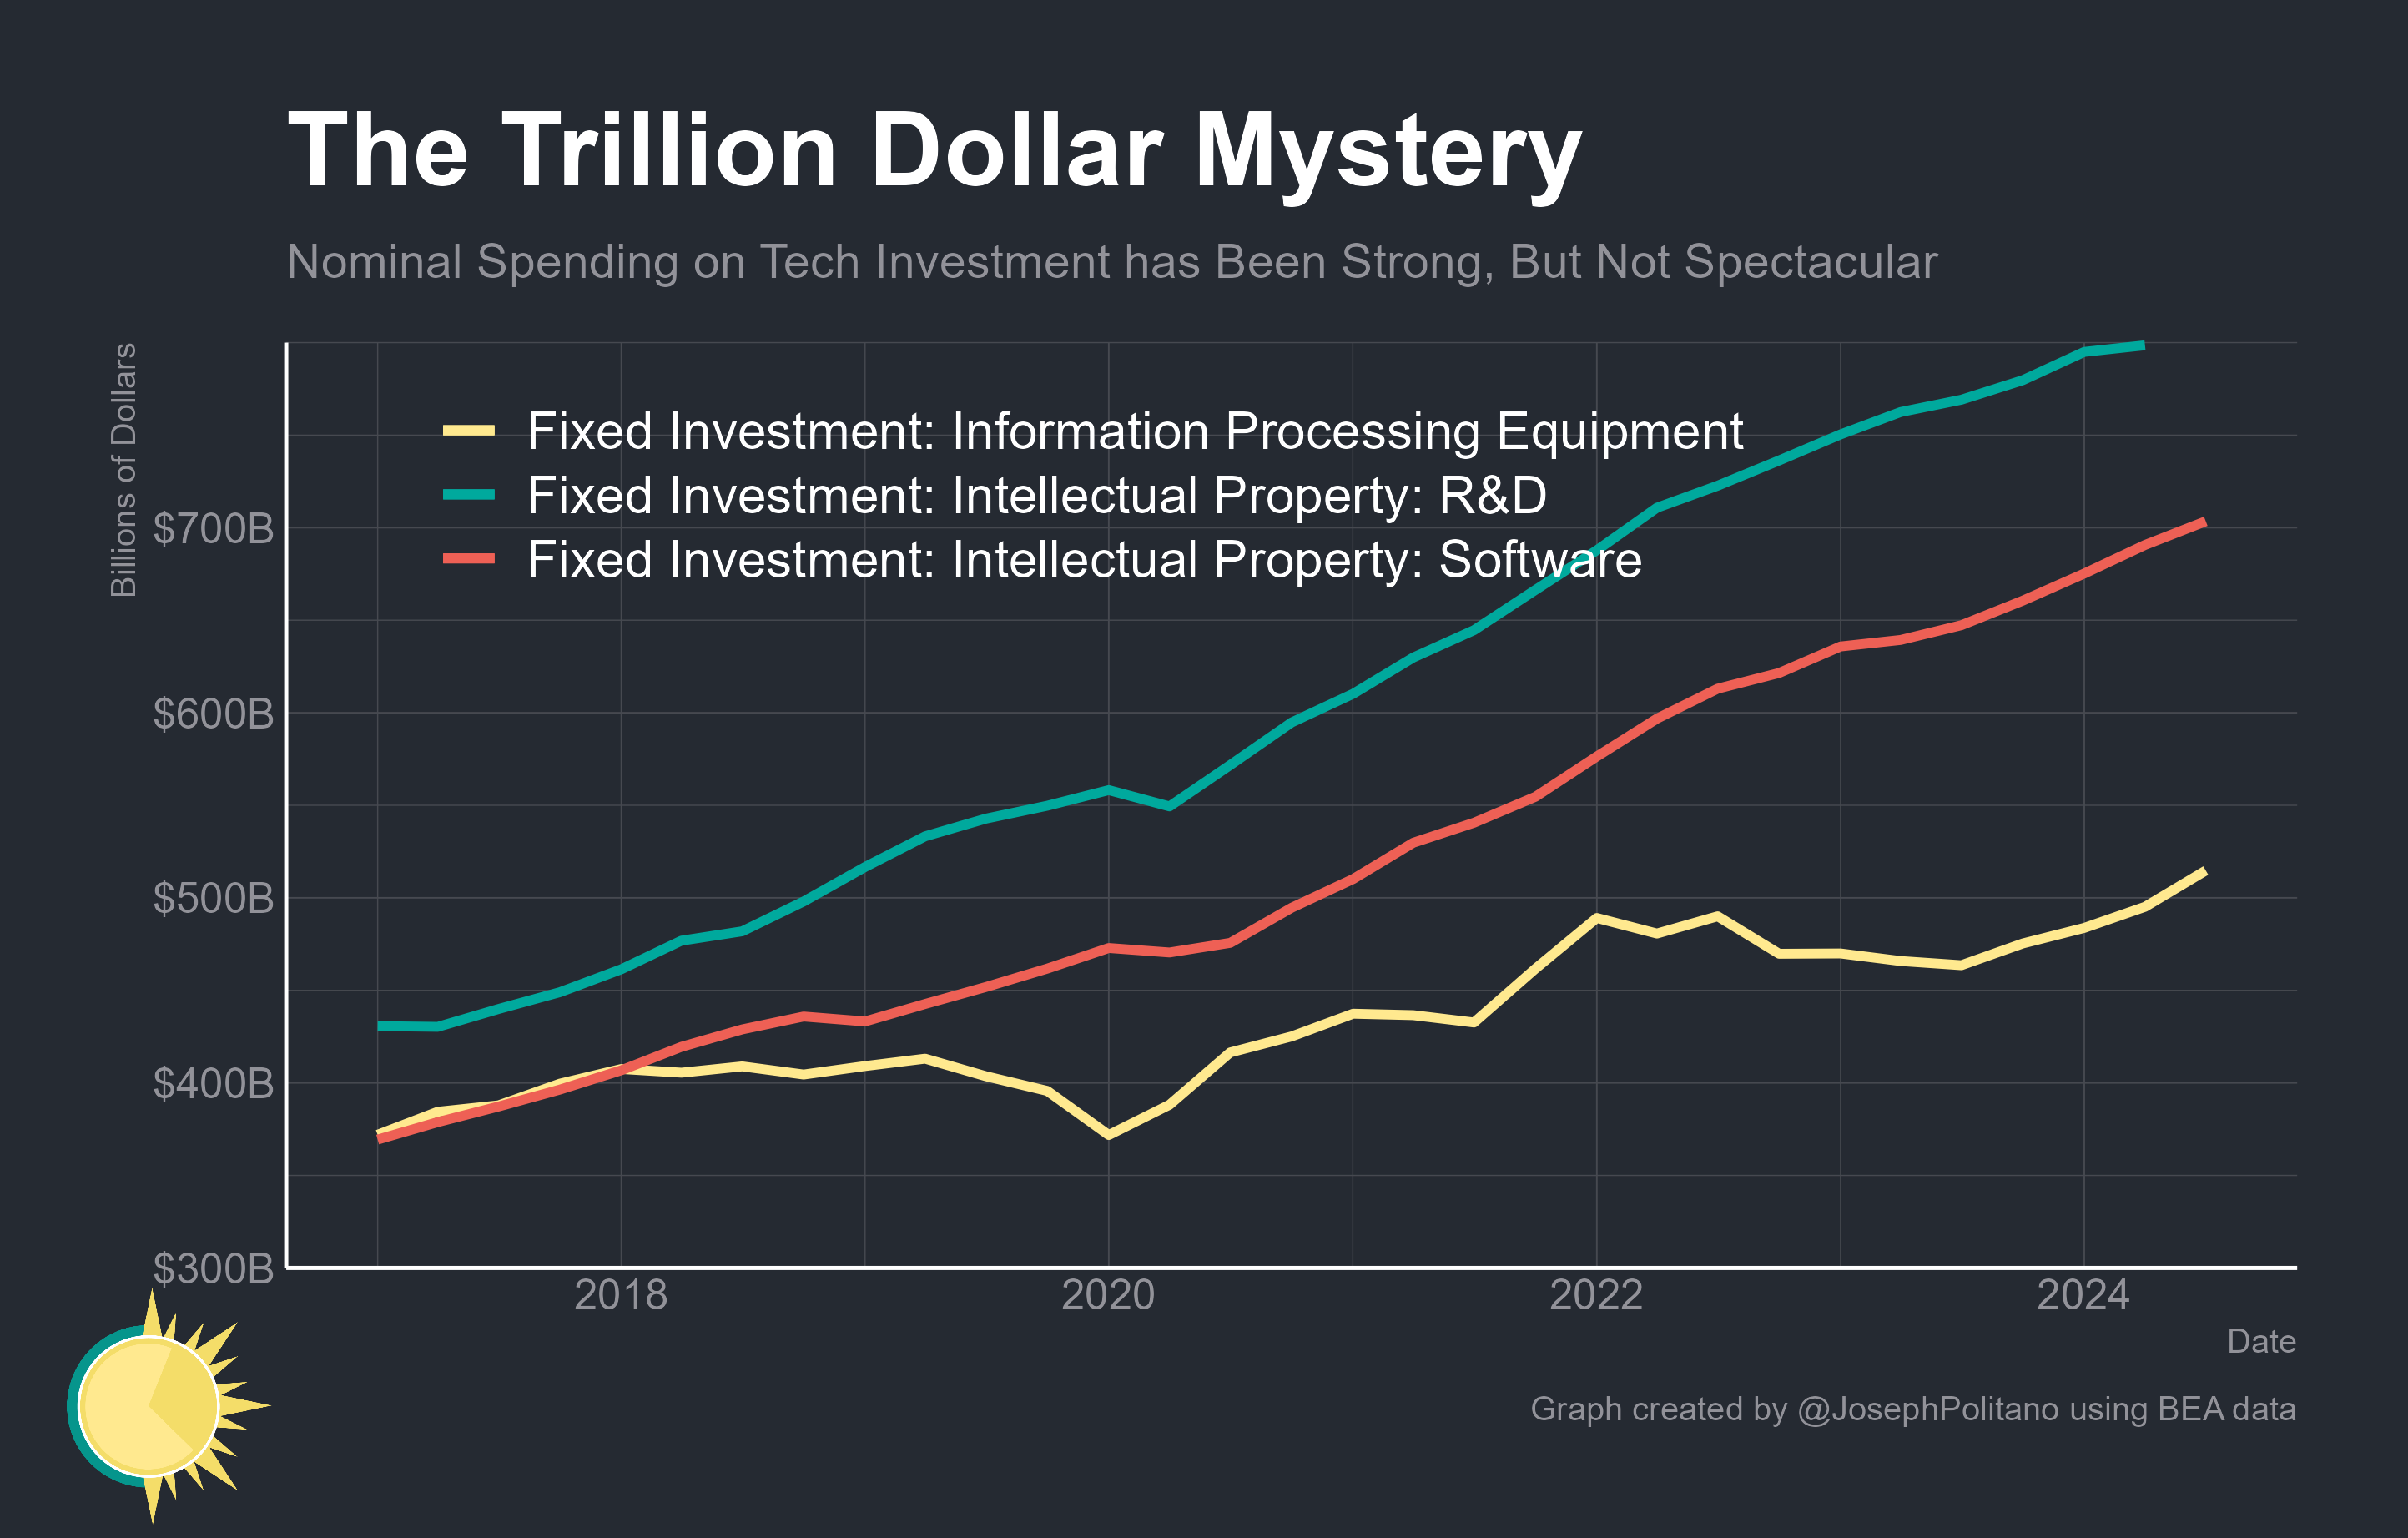 The Trillion Dollar Mystery
Nominal Spending on Tech Investment has Been Strong, But Not Spectacular
Billions of Dollars
Fixed Investment: Information Processing Equipment
Fixed Investment: Intellectual Property: R&D
Fixed Investment: Intellectual Property: Software
$700B
$600B
$500B
$400B
$300B
2018 2020 2022 2024
Date
Graph created by @JosephPolitano using BEA data